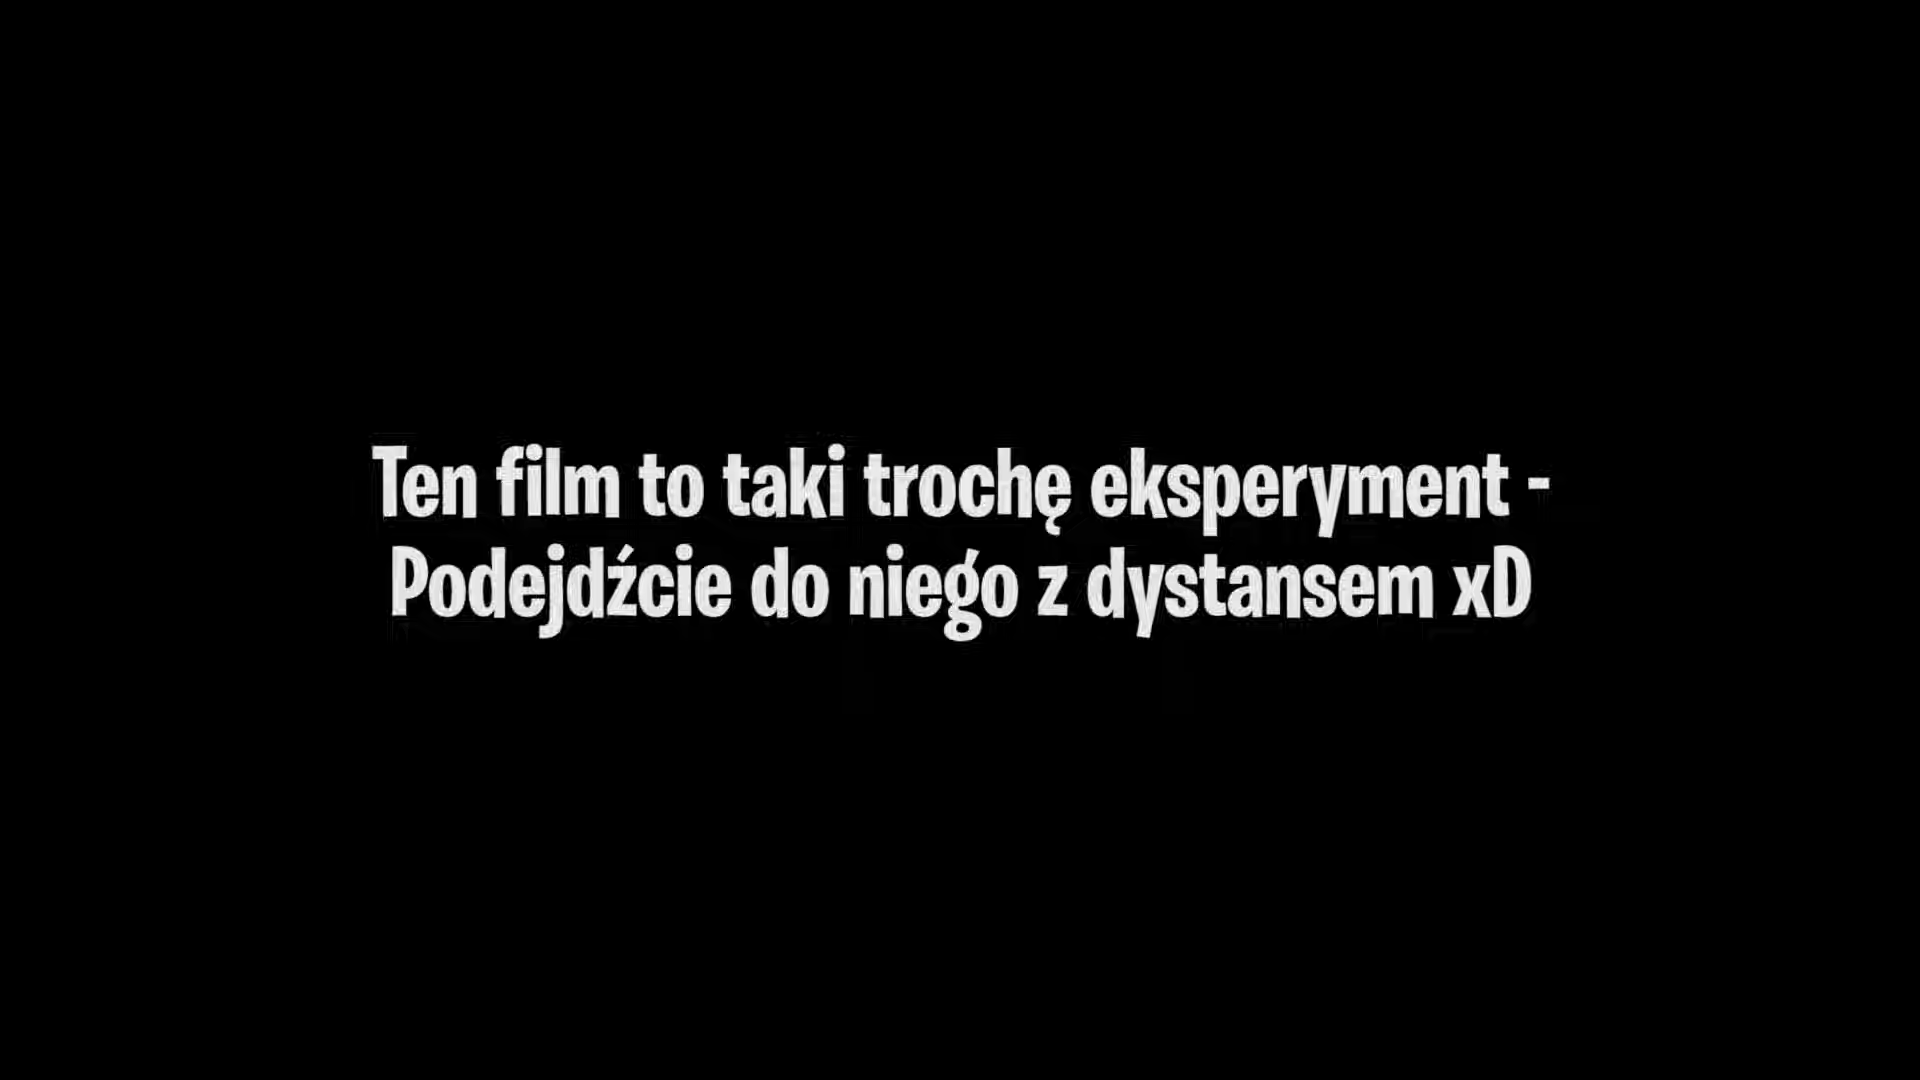 Ten film to taki trochę eksperyment -
Podejdźcie do niego z dystansem xD